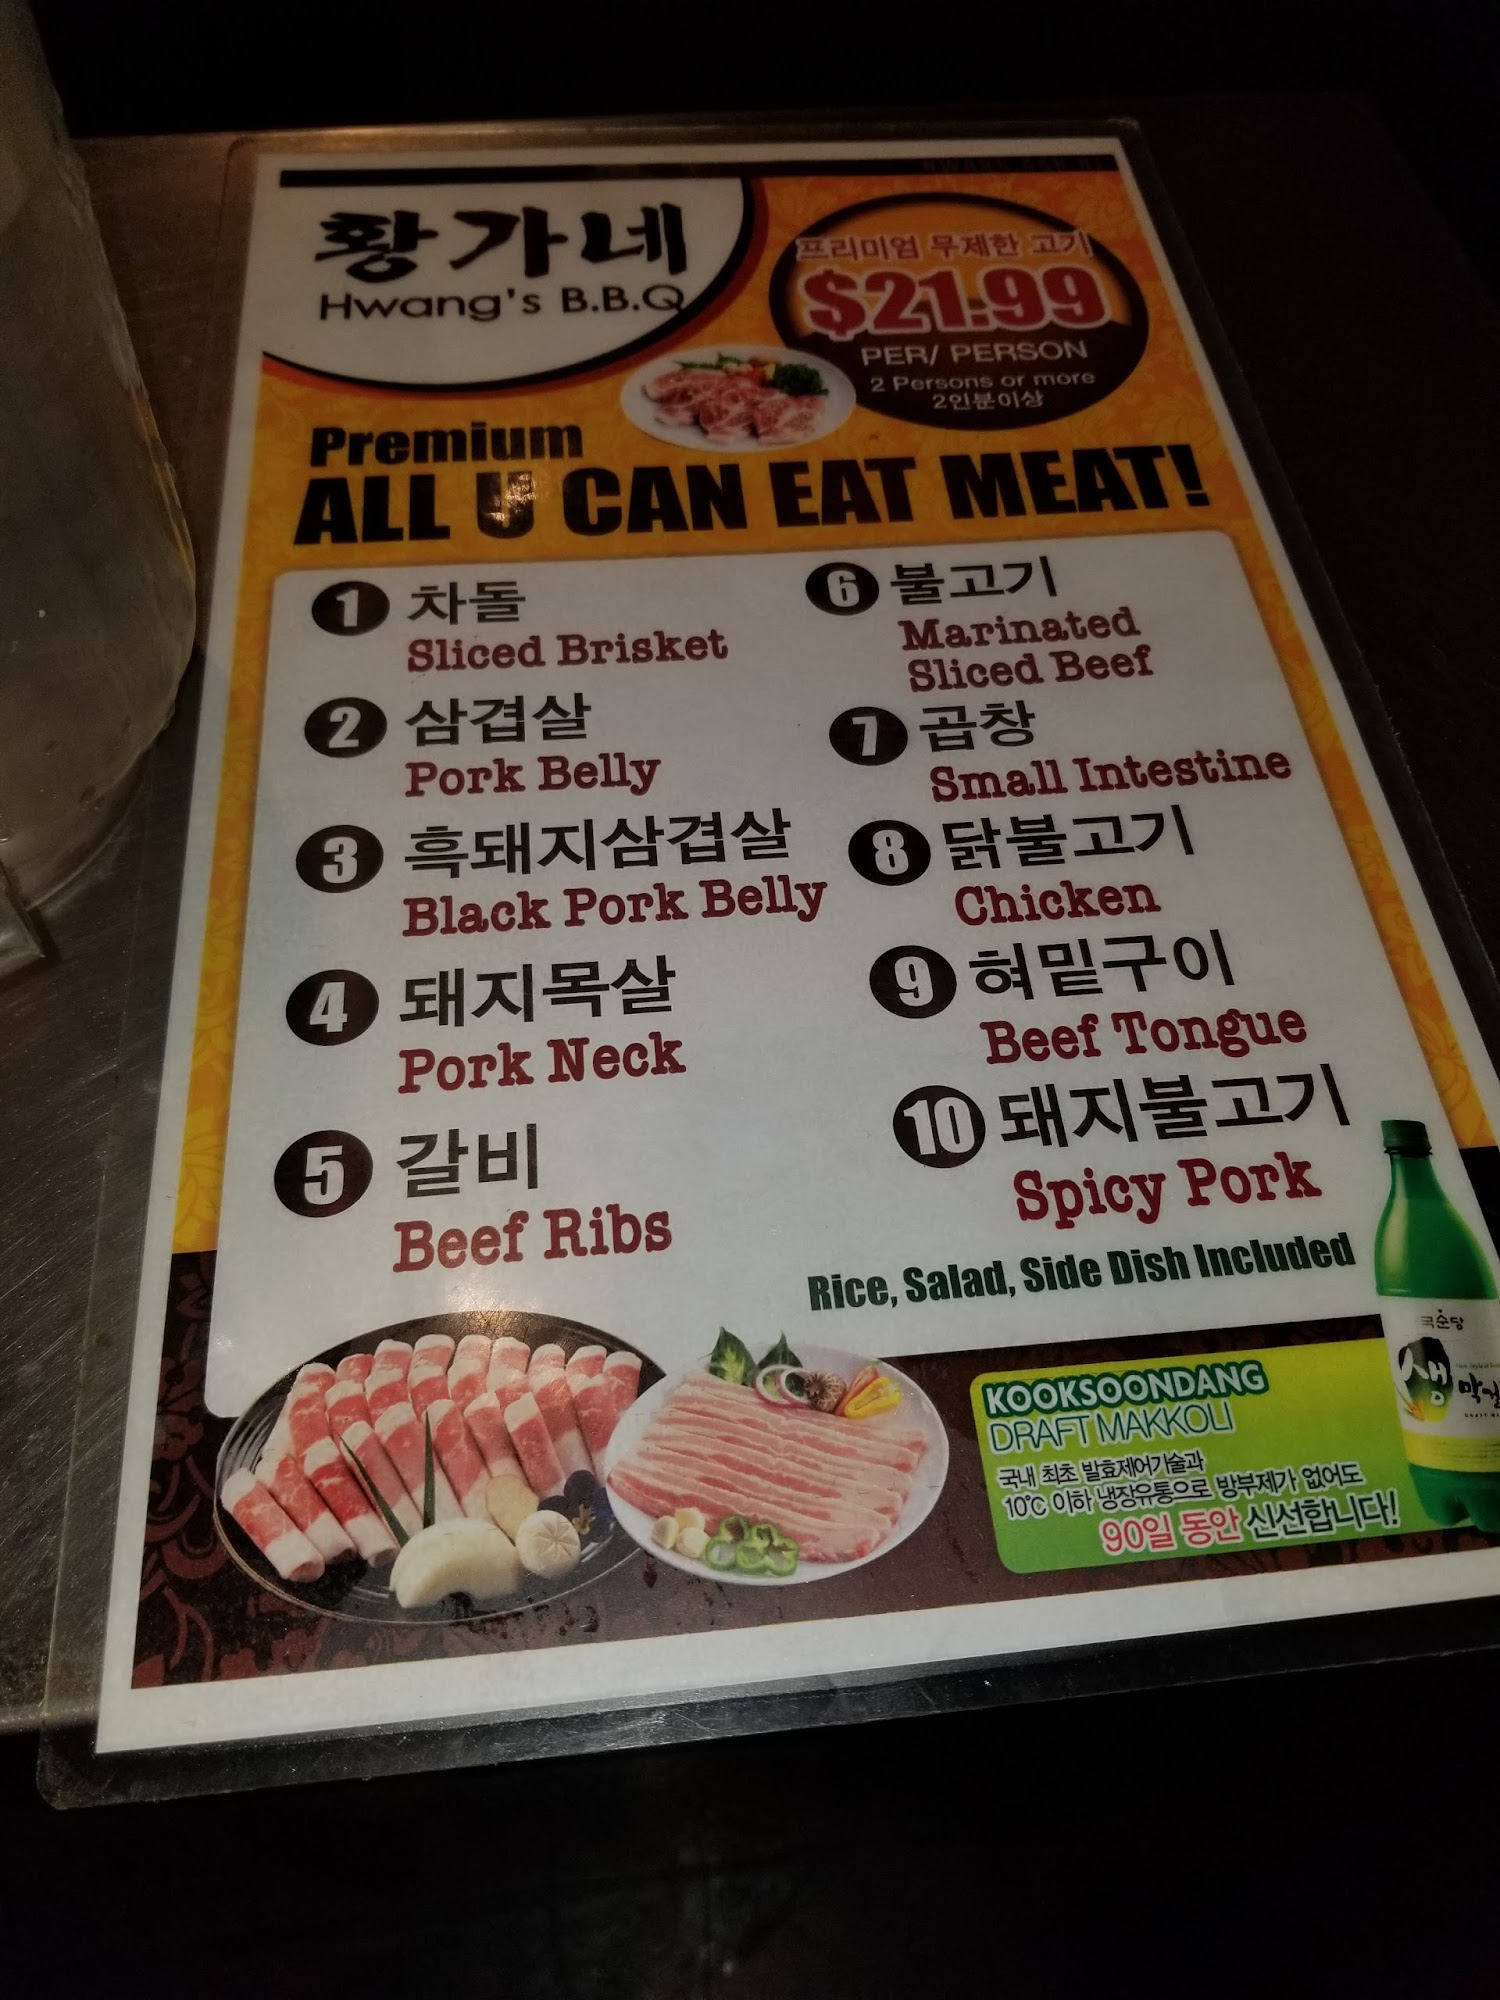 황가네
Hwang's B.B.Q
프리미엄 무제한 고기
$21.99
PER/ PERSON
2 Persons or more
2인분이상
Premium
ALL U CAN EAT MEAT!
1 차돌
Sliced Brisket
2 삼겹살
Pork Belly
3 흑돼지삼겹살
Black Pork Belly
4 돼지목살
Pork Neck
5 갈비
Beef Ribs
6 불고기
Marinated
Sliced Beef
7 곱창
Small Intestine
8 닭불고기
Chicken
9 혀밑구이
Beef Tongue
10 돼지불고기
Spicy Pork
Rice, Salad, Side Dish Included
KOOKSOONDANG
DRAFT MAKKOLI
국내 최초 발효제어기술과
10℃ 이하 냉장유통으로 방부제가 없어도
90일 동안 신선합니다!
국순당
생